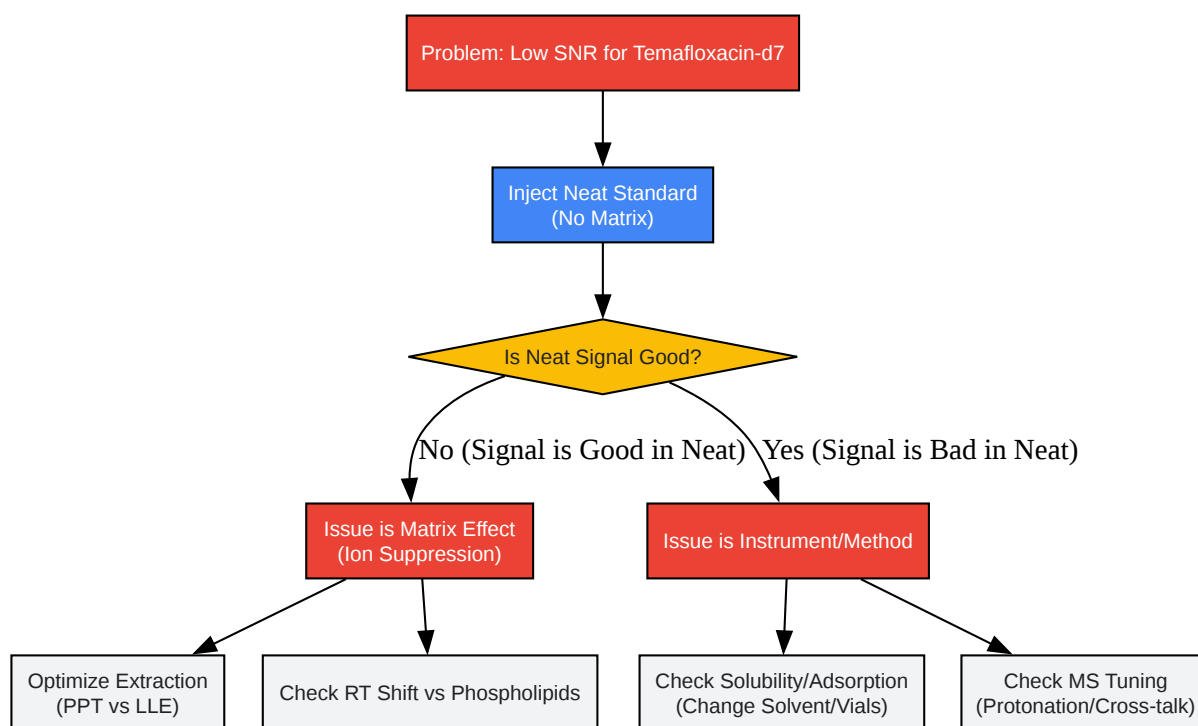 Problem: Low SNR for Temafloxacin-d7
Inject Neat Standard
(No Matrix)
Is Neat Signal Good?
No (Signal is Good in Neat)
Yes (Signal is Bad in Neat)
Issue is Matrix Effect
(Ion Suppression)
Issue is Instrument/Method
Optimize Extraction
(PPT vs LLE)
Check RT Shift vs Phospholipids
Check Solubility/Adsorption
(Change Solvent/Vials)
Check MS Tuning
(Protonation/Cross-talk)